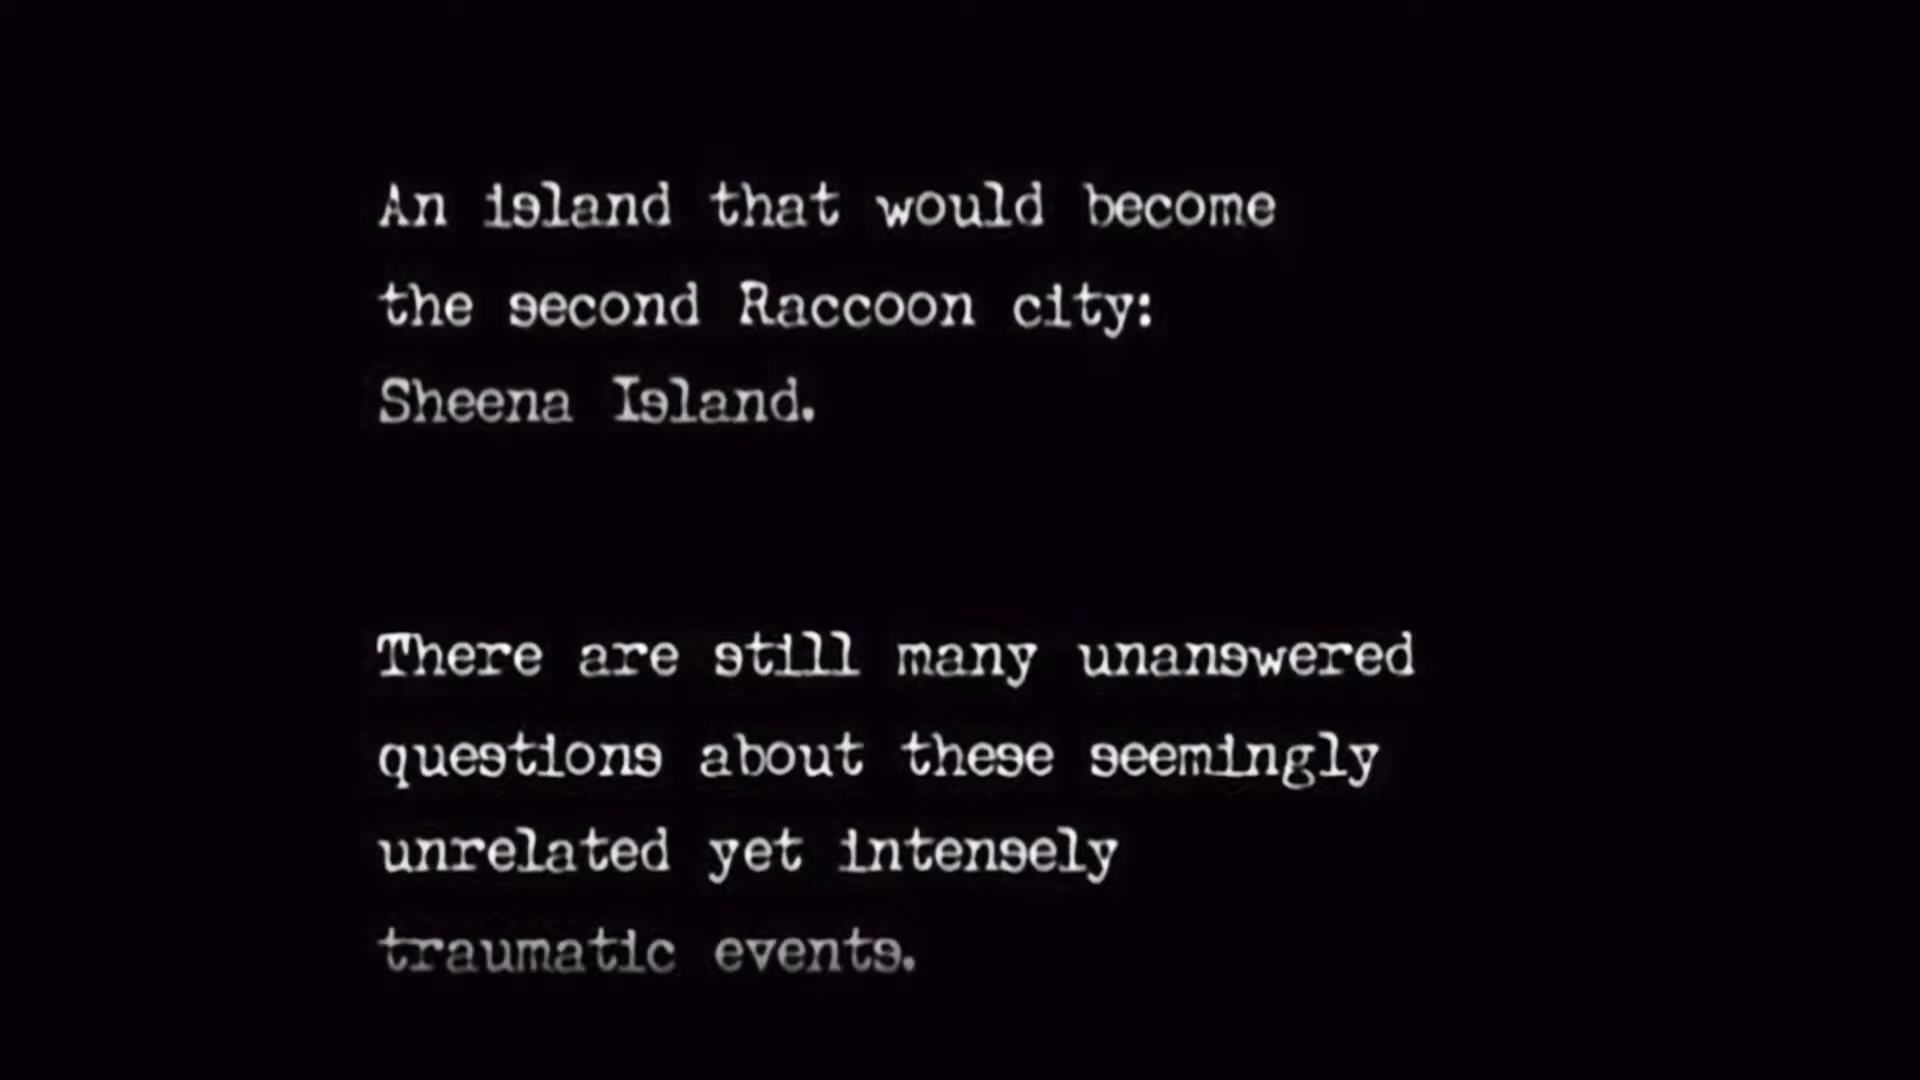 An island that would become
the second Raccoon city:
Sheena Island.
There are still many unanswered
questions about these seemingly
unrelated yet intensely
traumatic events.